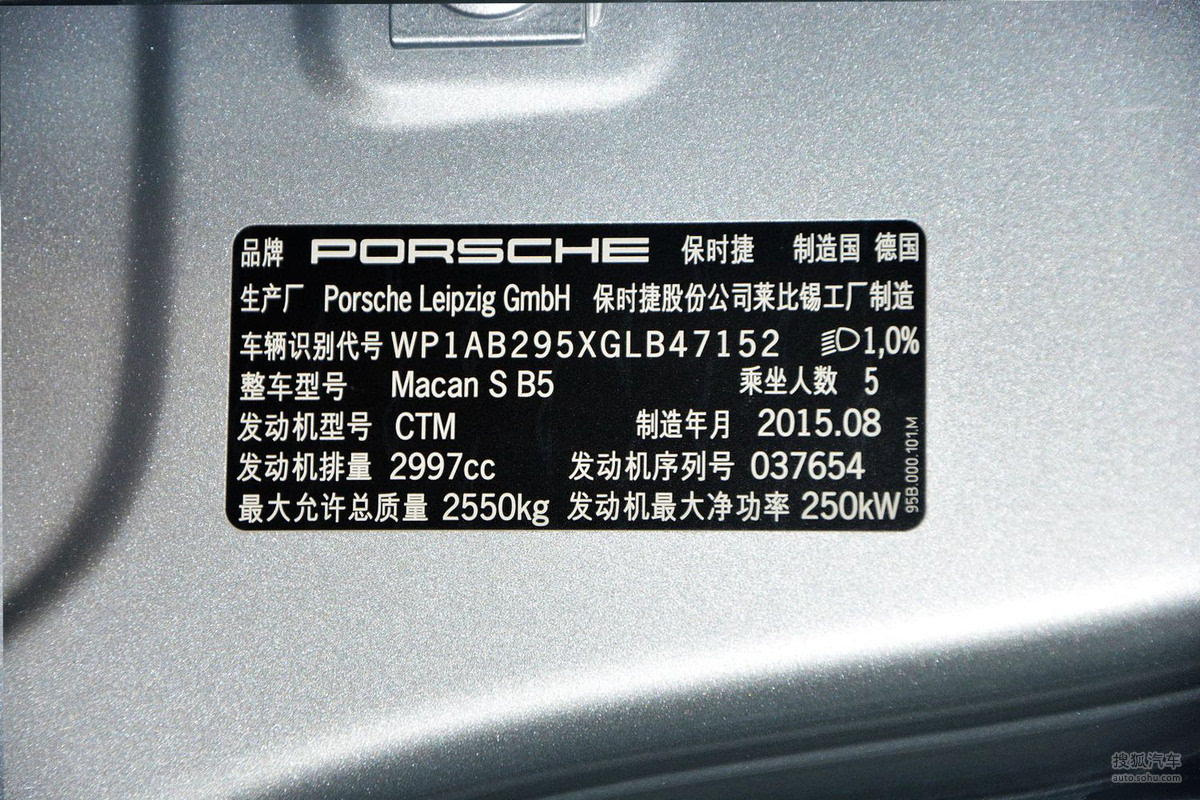 品牌 PORSCHE 保时捷 制造国 德国
生产厂 Porsche Leipzig GmbH 保时捷股份公司莱比锡工厂制造
车辆识别代号 WP1AB295XGLB47152 1,0%
整车型号 Macan S B5 乘坐人数 5
发动机型号 CTM 制造年月 2015.08
发动机排量 2997cc 发动机序列号 037654
最大允许总质量 2550kg 发动机最大净功率 250kW
95B.000.101.M
搜狐汽车
auto.sohu.com